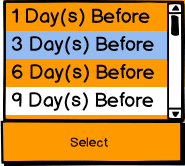 1 Day(s) Before
3 Day(s) Before
6 Day(s) Before
9 Day(s) Before
Select